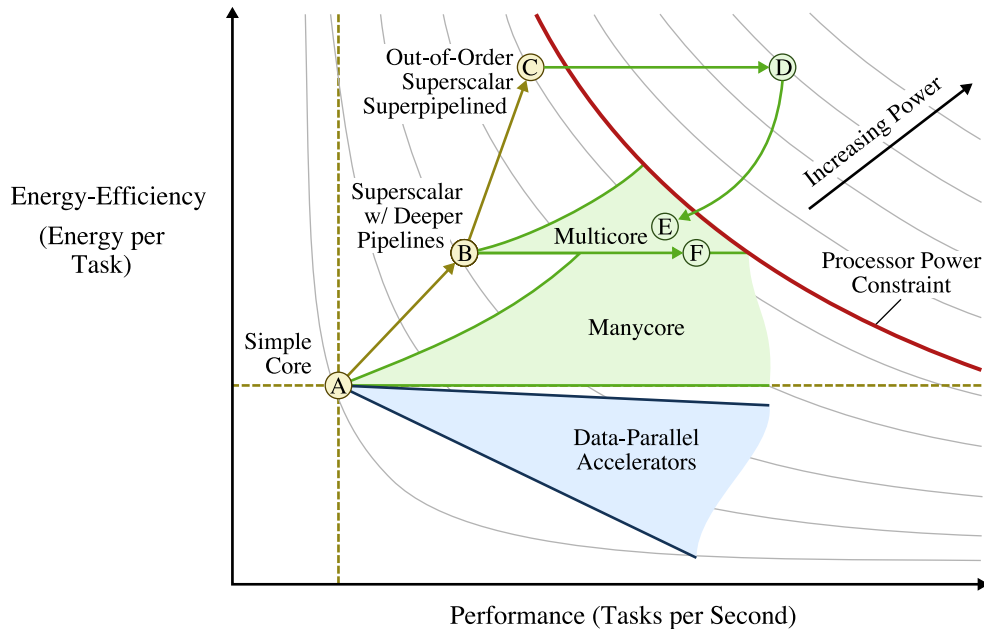 Out-of-Order
Superscalar
Superpipelined
C
D
Increasing Power
Energy-Efficiency
(Energy per
Task)
Superscalar
w/ Deeper
Pipelines
B
Multicore
E
F
Processor Power
Constraint
Manycore
Simple
Core
A
Data-Parallel
Accelerators
Performance (Tasks per Second)